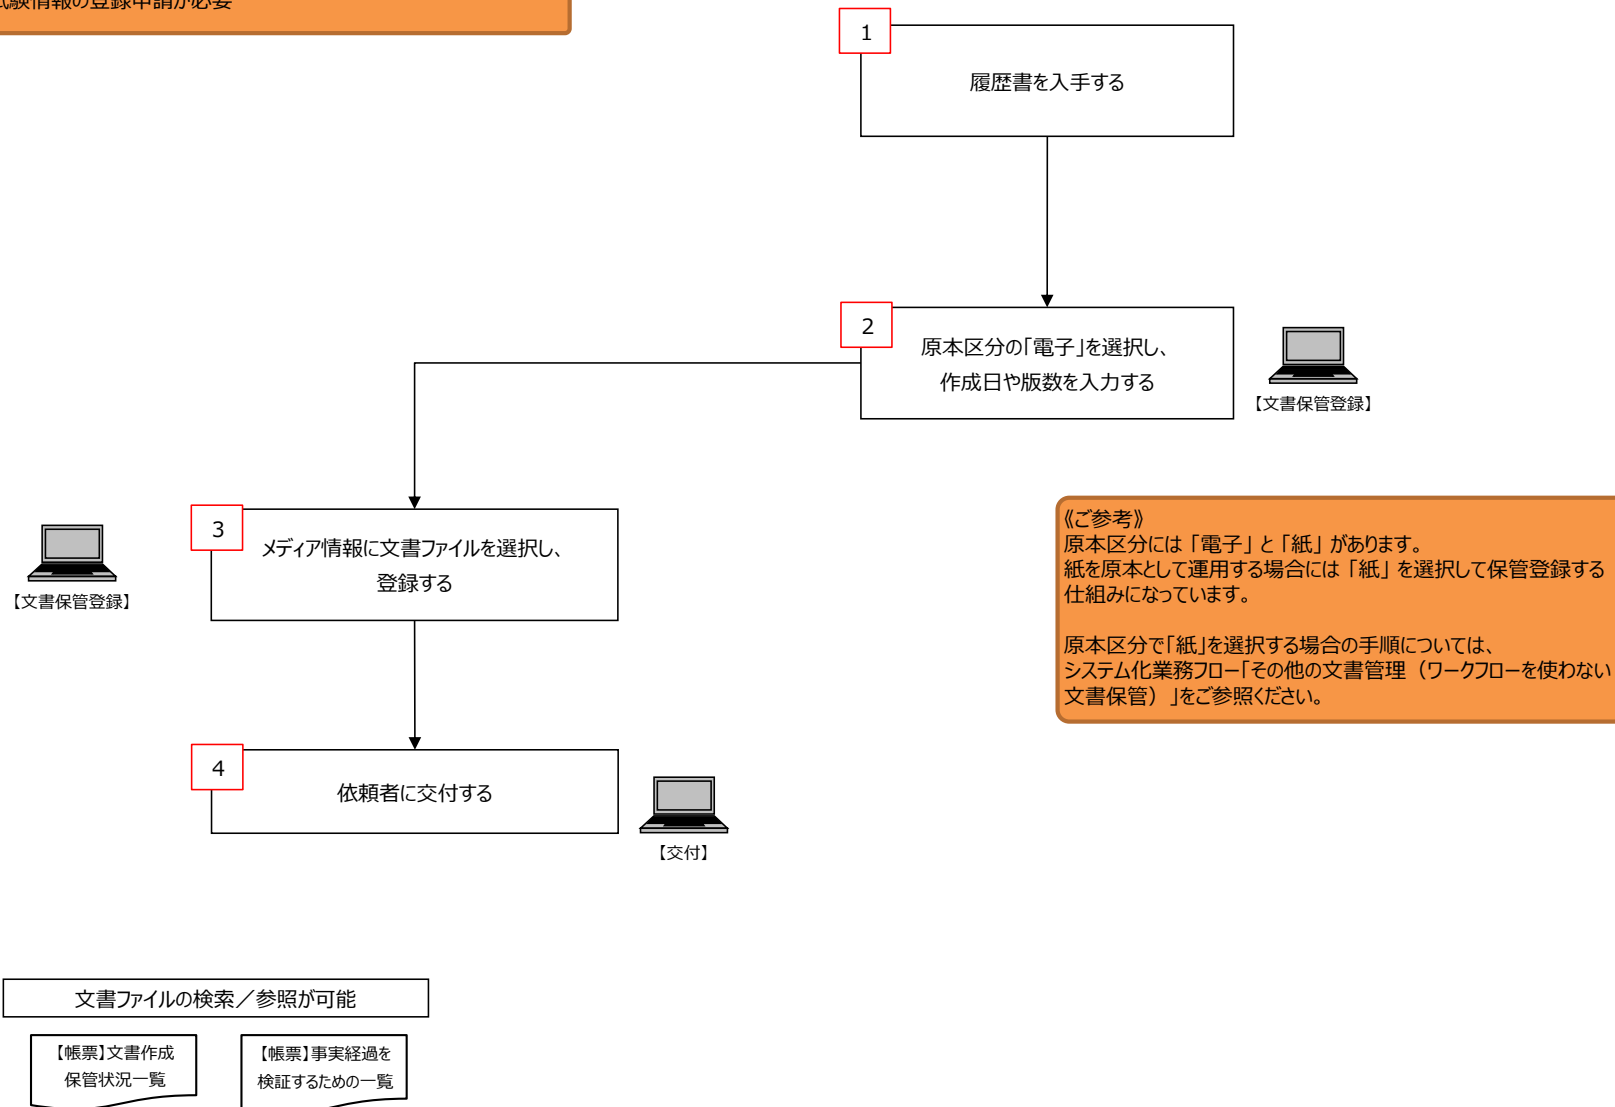 試験情報の登録申請が必要
1
履歴書を入手する
2
原本区分の「電子」を選択し、
作成日や版数を入力する
【文書保管登録】
3
メディア情報に文書ファイルを選択し、
登録する
【文書保管登録】
《ご参考》
原本区分には「電子」と「紙」があります。
紙を原本として運用する場合には「紙」を選択して保管登録する
仕組みになっています。
原本区分で「紙」を選択する場合の手順については、
システム化業務フロー「その他の文書管理（ワークフローを使わない
文書保管）」をご参照ください。
4
依頼者に交付する
【交付】
文書ファイルの検索／参照が可能
【帳票】文書作成
保管状況一覧
【帳票】事実経過を
検証するための一覧